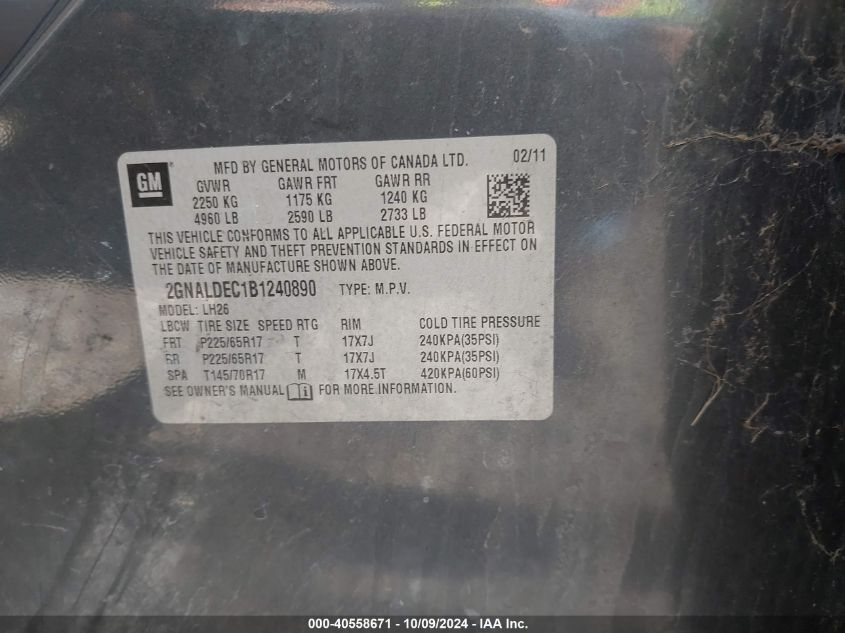 GM ® MFD BY GENERAL MOTORS OF CANADA LTD. 02/11
GVWR GAWR FRT GAWR RR
2250 KG 1175 KG 1240 KG
4960 LB 2590 LB 2733 LB
THIS VEHICLE CONFORMS TO ALL APPLICABLE U.S. FEDERAL MOTOR
VEHICLE SAFETY AND THEFT PREVENTION STANDARDS IN EFFECT ON
THE DATE OF MANUFACTURE SHOWN ABOVE.
2GNALDEC1B1240890 TYPE: M.P.V.
MODEL: LH26
LBCW TIRE SIZE SPEED RTG RIM COLD TIRE PRESSURE
FRT P225/65R17 T 17X7J 240KPA(35PSI)
RR P225/65R17 T 17X7J 240KPA(35PSI)
SPA T145/70R17 M 17X4.5T 420KPA(60PSI)
SEE OWNER'S MANUAL FOR MORE INFORMATION.
000-40558671 - 10/09/2024 - IAA Inc.